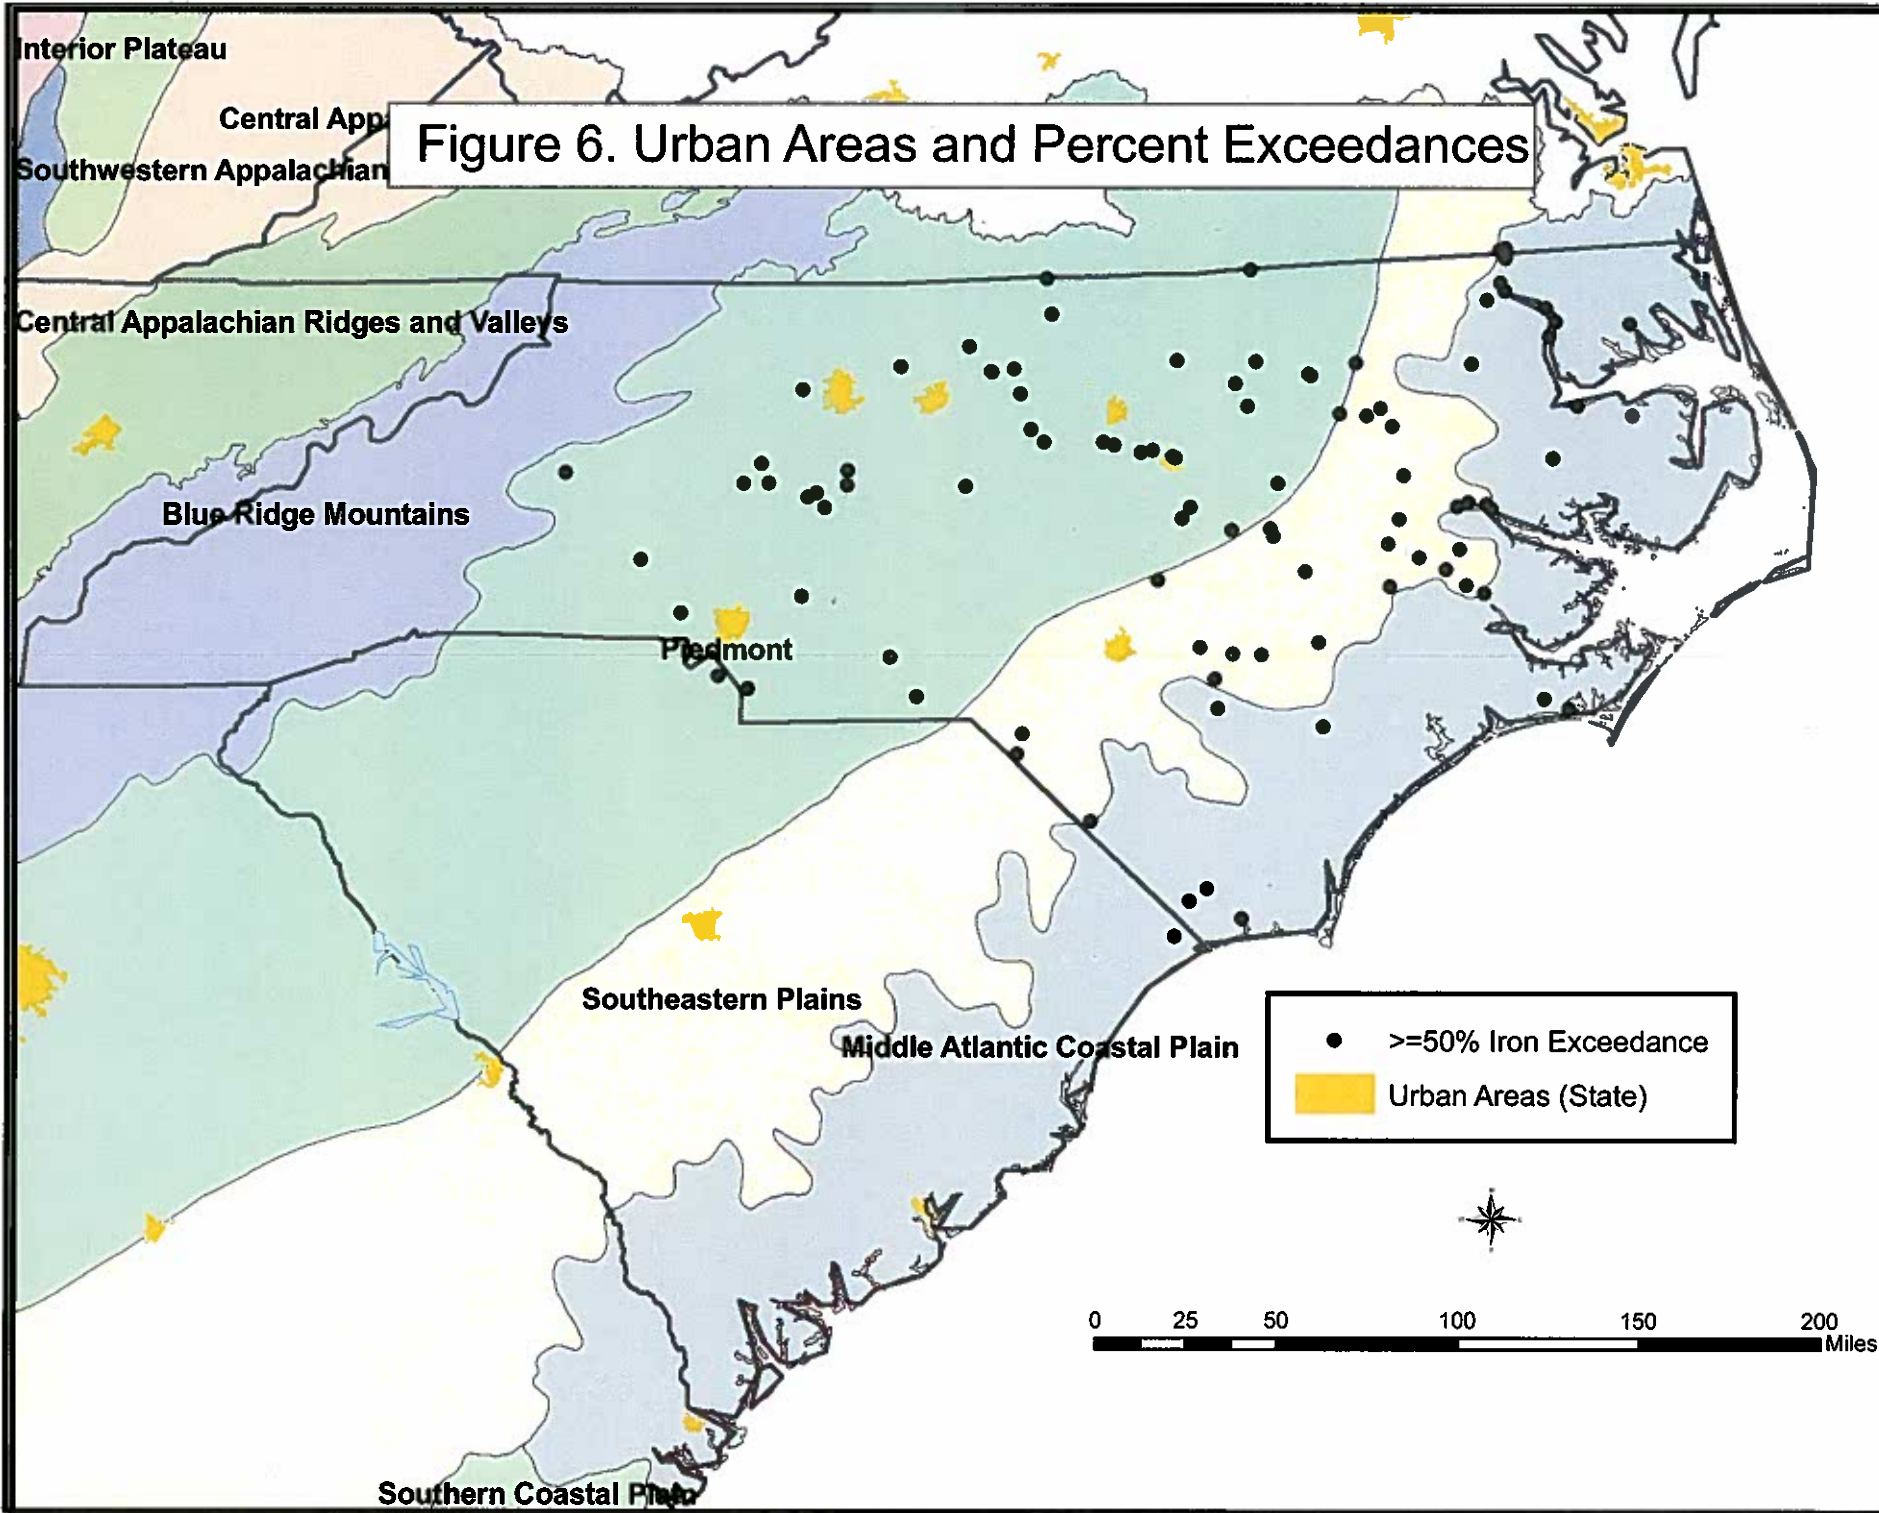 Interior Plateau
Central App
Figure 6. Urban Areas and Percent Exceedances
Southwestern Appalachian
Central Appalachian Ridges and Valleys
Blue Ridge Mountains
Piedmont
Southeastern Plains
Middle Atlantic Coastal Plain
>=50% Iron Exceedance
Urban Areas (State)
0 25 50 100 150 200
Miles
Southern Coastal Plain